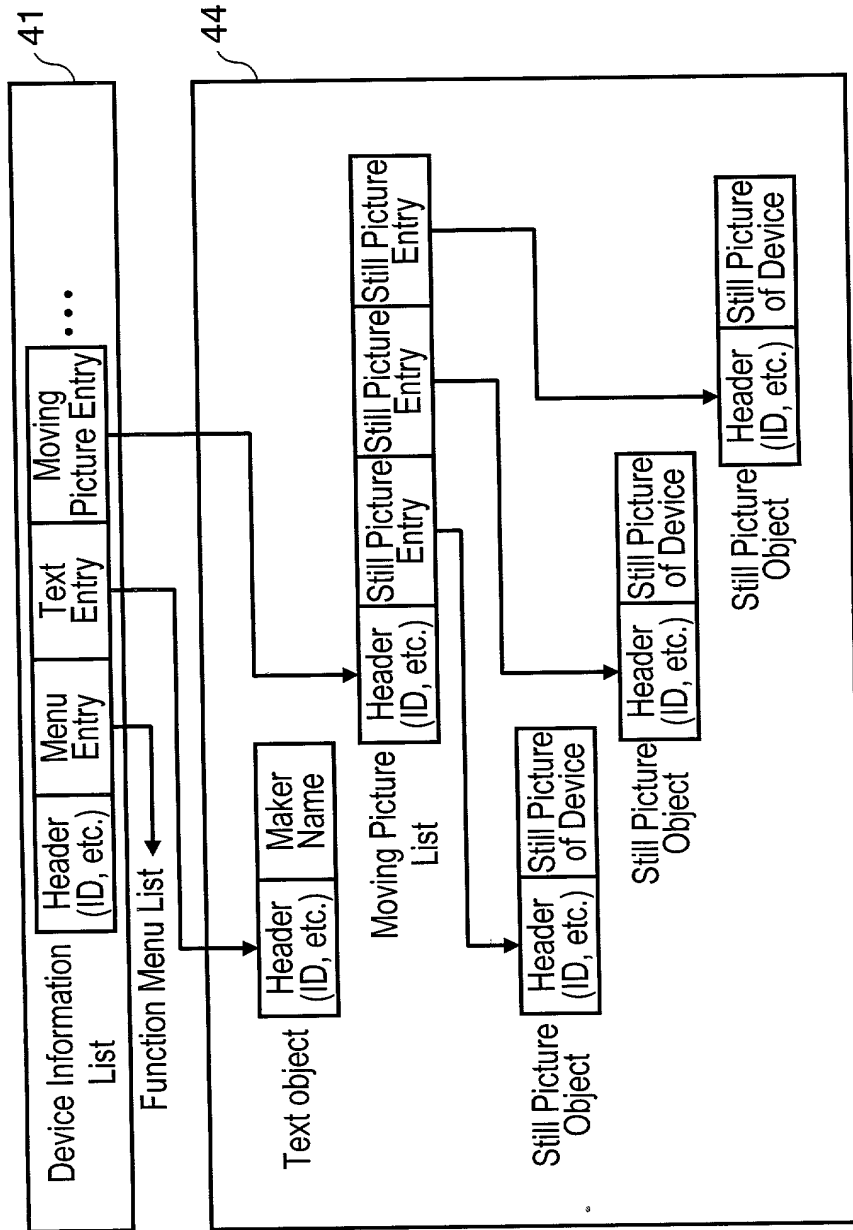 41
Device Information
List
Header
(ID, etc.)
Menu
Entry
Text
Entry
Moving
Picture Entry
• • •
Function Menu List
44
Text object
Header
(ID, etc.)
Maker
Name
Moving Picture
List
Header
(ID, etc.)
Still Picture
Entry
Still Picture
Entry
Still Picture
Entry
Still Picture
Object
Header
(ID, etc.)
Still Picture
of Device
Still Picture
Object
Header
(ID, etc.)
Still Picture
of Device
Still Picture
Object
Header
(ID, etc.)
Still Picture
of Device